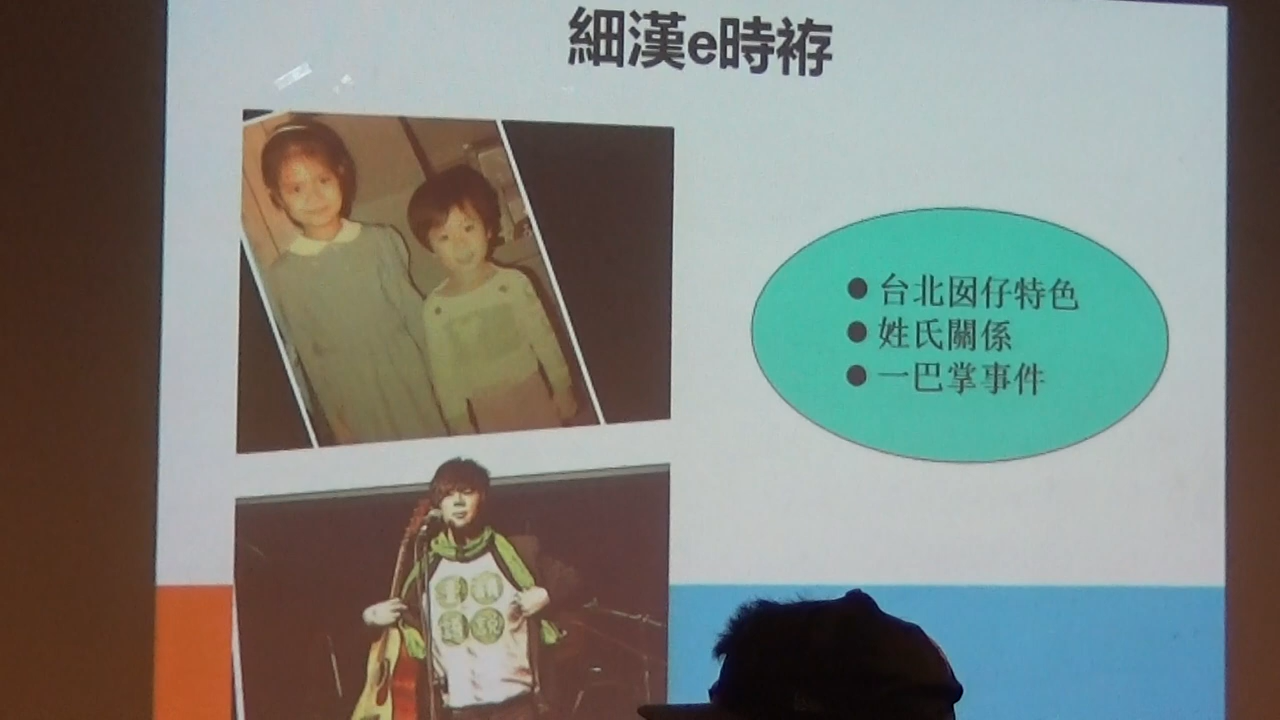 細漢e時袸
● 台北囡仔特色
● 姓氏關係
● 一巴掌事件